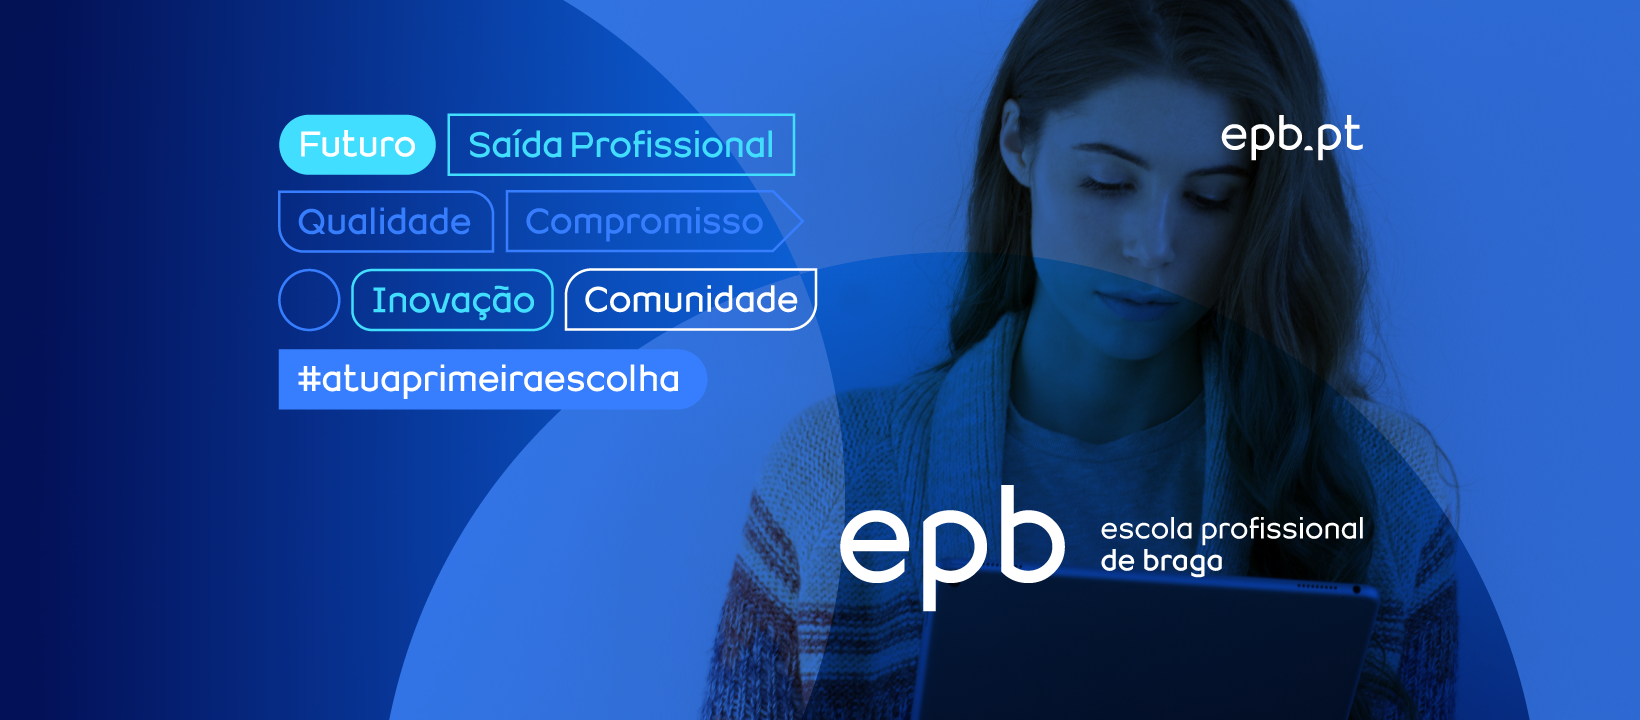 Futuro Saída Profissional
Qualidade Compromisso
Inovação Comunidade
#atuaprimeiraescolha
epb.pt
epb
escola profissional
de braga